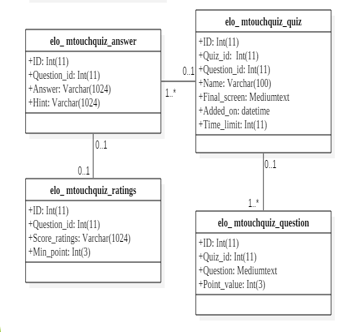 elo_ mtouchquiz_answer
+ID: Int(11)
+Question_id: Int(11)
+Answer: Varchar(1024)
+Hint: Varchar(1024)
0..1
1..*
elo_ mtouchquiz_quiz
+ID: Int(11)
+Quiz_id: Int(11)
+Question_id: Int(11)
+Name: Varchar(100)
+Final_screen: Mediumtext
+Added_on: datetime
+Time_limit: Int(11)
0..1
0..1
elo_ mtouchquiz_ratings
+ID: Int(11)
+Question_id: Int(11)
+Score_ratings: Varchar(1024)
+Min_point: Int(3)
0..1
1..*
elo_ mtouchquiz_question
+ID: Int(11)
+Quiz_id: Int(11)
+Question: Mediumtext
+Point_value: Int(3)